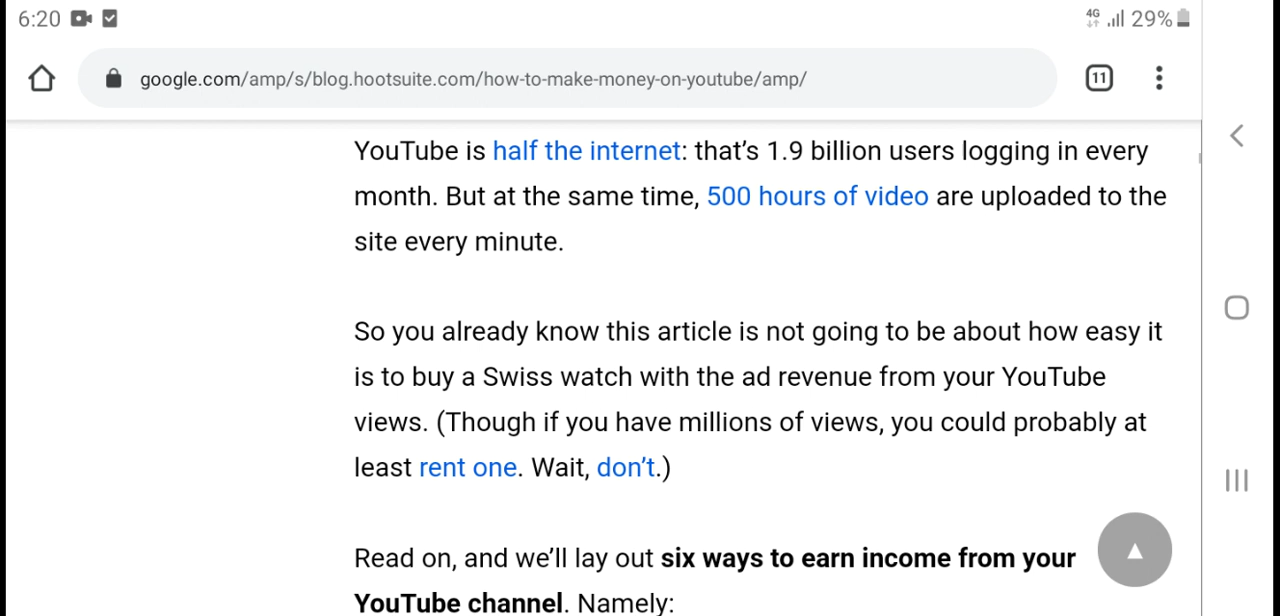 6:20
4G
29%
google.com/amp/s/blog.hootsuite.com/how-to-make-money-on-youtube/amp/
11
YouTube is half the internet: that’s 1.9 billion users logging in every
month. But at the same time, 500 hours of video are uploaded to the
site every minute.
So you already know this article is not going to be about how easy it
is to buy a Swiss watch with the ad revenue from your YouTube
views. (Though if you have millions of views, you could probably at
least rent one. Wait, don’t.)
Read on, and we’ll lay out six ways to earn income from your
YouTube channel. Namely: